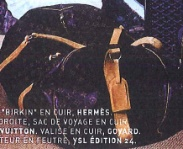 "BIRKIN" EN CUIR, HERMÈS.
DROITE, SAC DE VOYAGE EN CUIR,
VUITTON. VALISE EN CUIR, GOYARD.
TEUR EN FEUTRE, YSL ÉDITION 24.